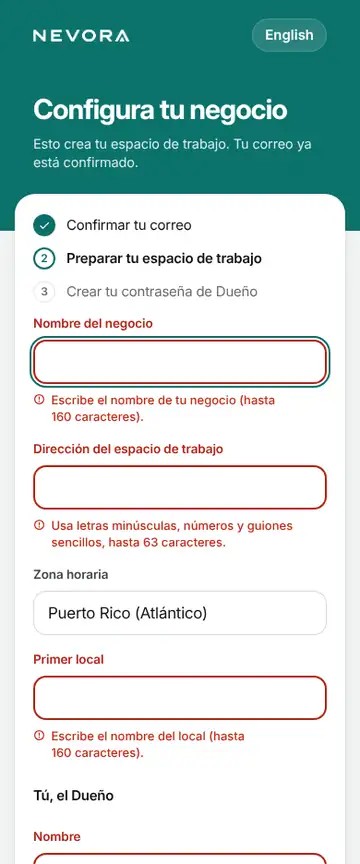 NEVORA
English
Configura tu negocio
Esto crea tu espacio de trabajo. Tu correo ya
está confirmado.
Confirmar tu correo
2
Preparar tu espacio de trabajo
3
Crear tu contraseña de Dueño
Nombre del negocio
Escribe el nombre de tu negocio (hasta
160 caracteres).
Dirección del espacio de trabajo
Usa letras minúsculas, números y guiones
sencillos, hasta 63 caracteres.
Zona horaria
Puerto Rico (Atlántico)
Primer local
Escribe el nombre del local (hasta
160 caracteres).
Tú, el Dueño
Nombre